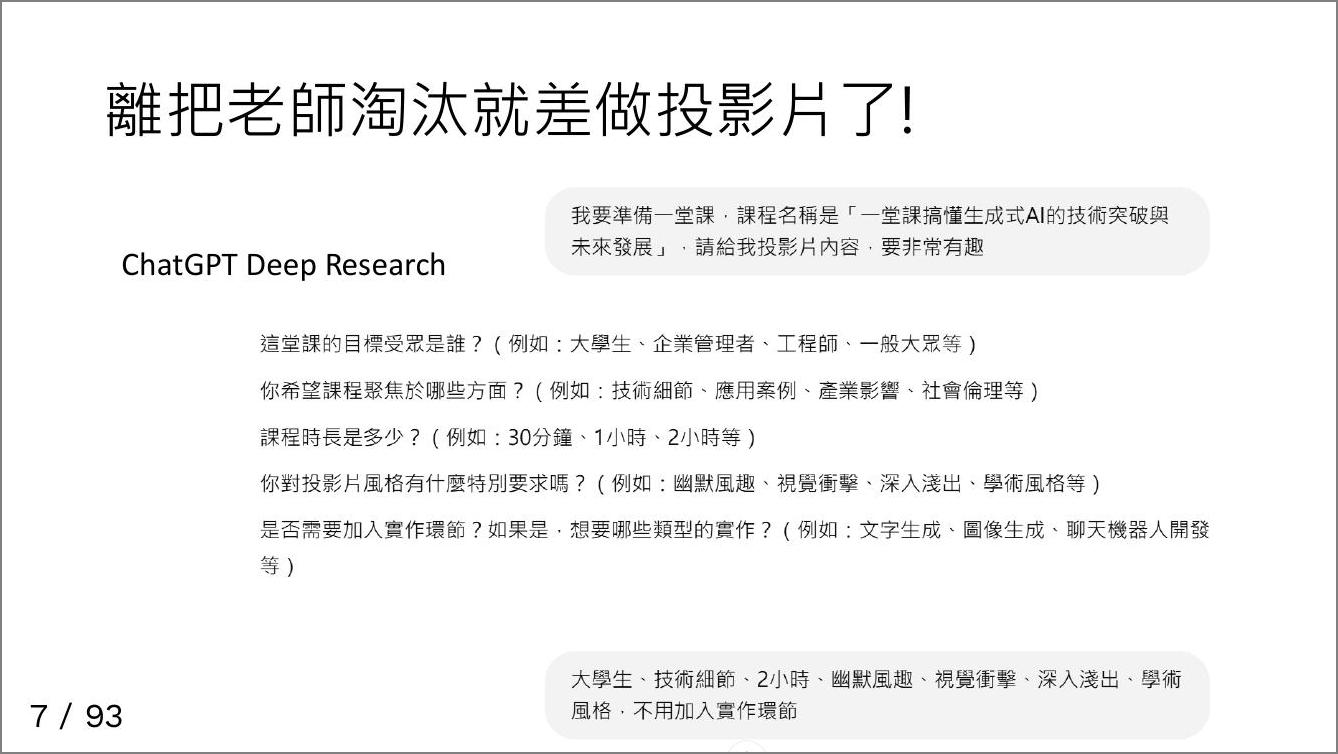 離把老師淘汰就差做投影片了!
我要準備一堂課，課程名稱是「一堂課搞懂生成式AI的技術突破與
未來發展」，請給我投影片內容，要非常有趣
ChatGPT Deep Research
這堂課的目標受眾是誰？（例如：大學生、企業管理者、工程師、一般大眾等）
你希望課程聚焦於哪些方面？（例如：技術細節、應用案例、產業影響、社會倫理等）
課程時長是多少？（例如：30分鐘、1小時、2小時等）
你對投影片風格有什麼特別要求嗎？（例如：幽默風趣、視覺衝擊、深入淺出、學術風格等）
是否需要加入實作環節？如果是，想要哪些類型的實作？（例如：文字生成、圖像生成、聊天機器人開發
等）
大學生、技術細節、2小時、幽默風趣、視覺衝擊、深入淺出、學術
風格，不用加入實作環節
7 / 93